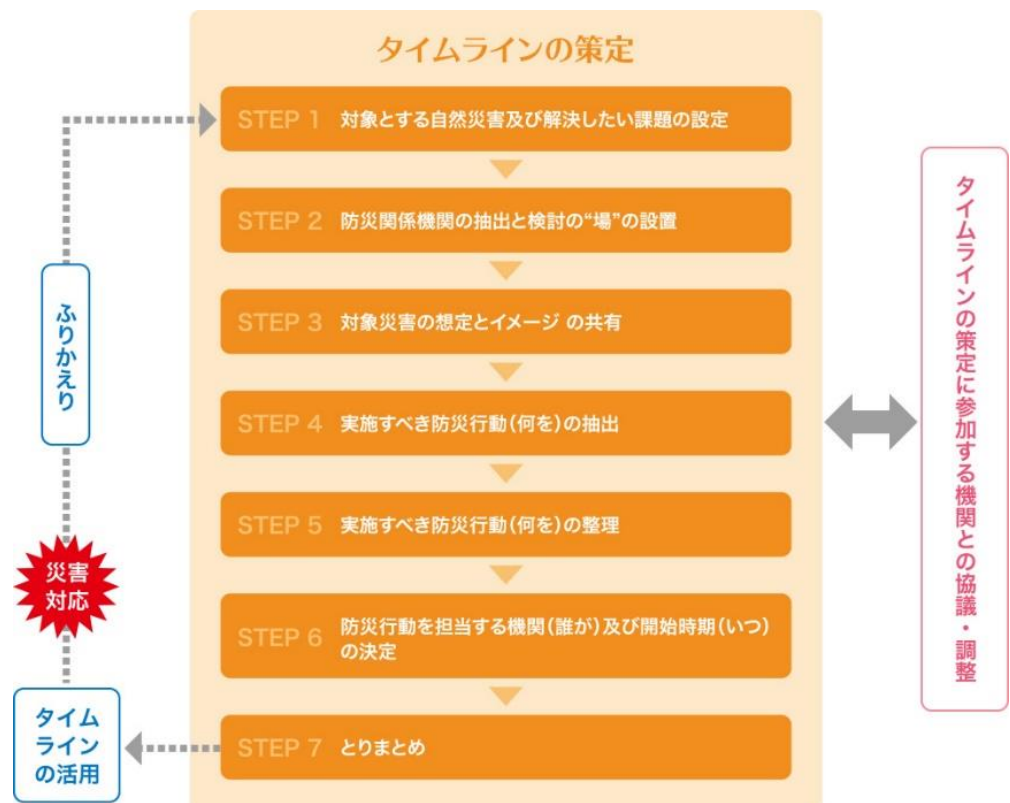 タイムラインの策定
STEP 1 対象とする自然災害及び解決したい課題の設定
STEP 2 防災関係機関の抽出と検討の“場”の設置
STEP 3 対象災害の想定とイメージ の共有
STEP 4 実施すべき防災行動(何を)の抽出
STEP 5 実施すべき防災行動(何を)の整理
STEP 6 防災行動を担当する機関(誰が)及び開始時期(いつ)
の決定
STEP 7 とりまとめ
タイム
ライン
の活用
災害
対応
ふりかえり
タイムラインの策定に参加する機関との協議・調整